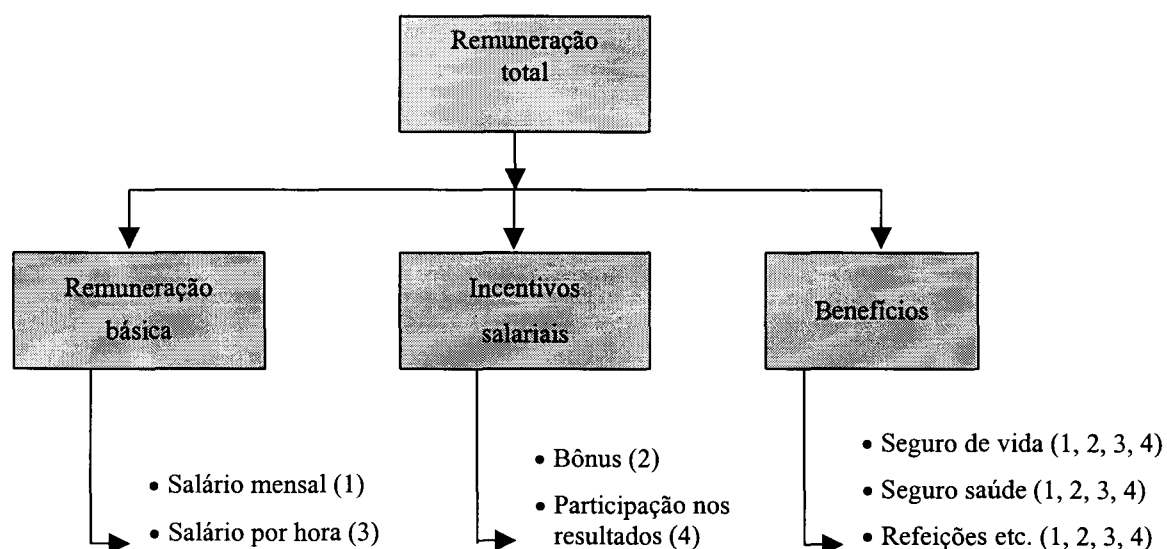 Remuneração
total
Remuneração
básica
Incentivos
salariais
Benefícios
• Salário mensal (1)
• Salário por hora (3)
• Bônus (2)
• Participação nos
resultados (4)
• Seguro de vida (1, 2, 3, 4)
• Seguro saúde (1, 2, 3, 4)
• Refeições etc. (1, 2, 3, 4)